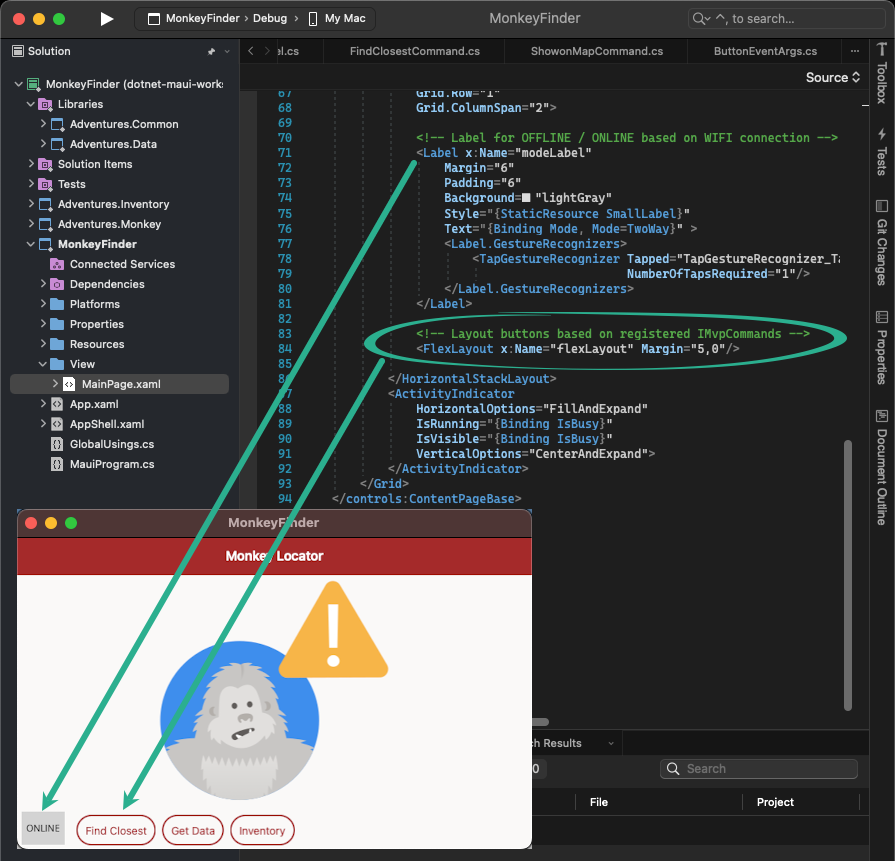 MonkeyFinder › Debug › My Mac
MonkeyFinder
^, to search...
Solution
MonkeyFinder (dotnet-maui-works
Libraries
Adventures.Common
Adventures.Data
Solution Items
Tests
Adventures.Inventory
Adventures.Monkey
MonkeyFinder
Connected Services
Dependencies
Platforms
Properties
Resources
View
MainPage.xaml
App.xaml
AppShell.xaml
GlobalUsings.cs
MauiProgram.cs
el.cs
FindClosestCommand.cs
ShowonMapCommand.cs
ButtonEventArgs.cs
...
Source
67 Grid.Row="1"
68 Grid.ColumnSpan="2">
69
70 <!-- Label for OFFLINE / ONLINE based on WIFI connection -->
71 <Label x:Name="modeLabel"
72 Margin="6"
73 Padding="6"
74 Background="lightGray"
75 Style="{StaticResource SmallLabel}"
76 Text="{Binding Mode, Mode=TwoWay}" >
77 <Label.GestureRecognizers>
78 <TapGestureRecognizer Tapped="TapGestureRecognizer_Ta
79 NumberOfTapsRequired="1"/>
80 </Label.GestureRecognizers>
81 </Label>
82
83 <!-- Layout buttons based on registered IMvpCommands -->
84 <FlexLayout x:Name="flexLayout" Margin="5,0"/>
85
86 </HorizontalStackLayout>
87 <ActivityIndicator
88 HorizontalOptions="FillAndExpand"
89 IsRunning="{Binding IsBusy}"
90 IsVisible="{Binding IsBusy}"
91 VerticalOptions="CenterAndExpand">
92 </ActivityIndicator>
93 </Grid>
94 </controls:ContentPageBase>
Toolbox
Tests
Git Changes
Properties
Document Outline
MonkeyFinder
Monkey Locator
ONLINE
Find Closest
Get Data
Inventory
ch Results
0
Search
File
Project